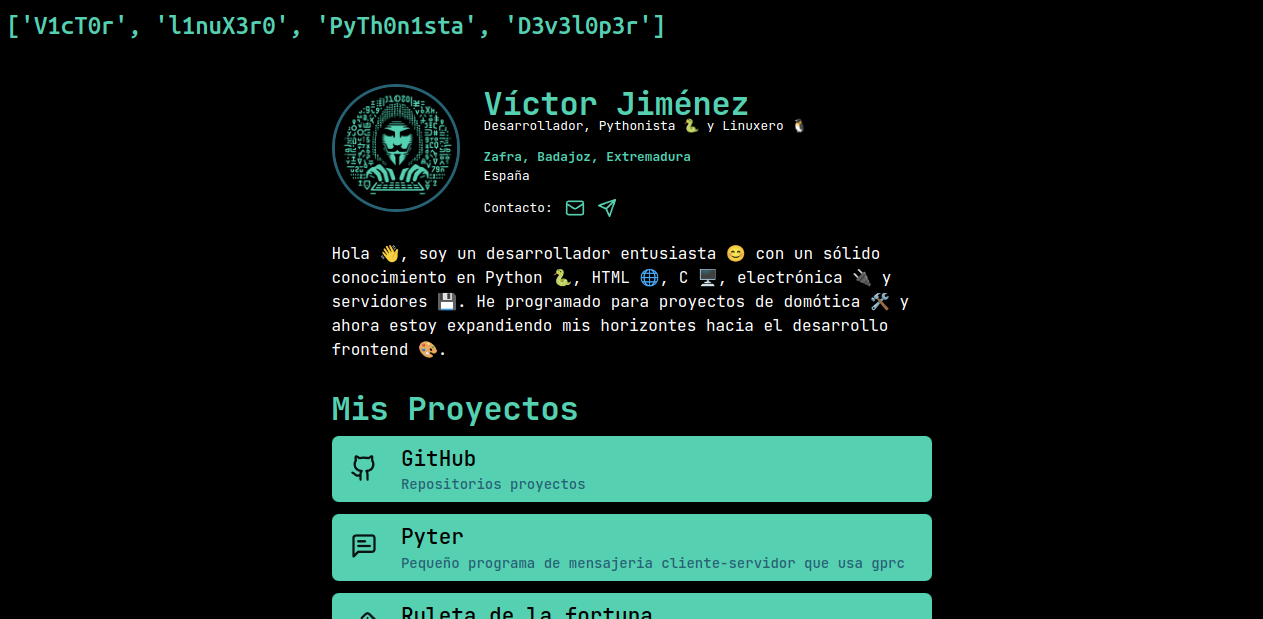 ['V1cT0r', 'l1nuX3r0', 'PyTh0n1sta', 'D3v3l0p3r']
Víctor Jiménez
Desarrollador, Pythonista 🐍 y Linuxero 🐧
Zafra, Badajoz, Extremadura
España
Contacto:
Hola 👋, soy un desarrollador entusiasta 😊 con un sólido
conocimiento en Python 🐍, HTML 🌐, C 🖥️, electrónica 🔌 y
servidores 💾. He programado para proyectos de domótica 🛠️ y
ahora estoy expandiendo mis horizontes hacia el desarrollo
frontend 🎨.
Mis Proyectos
GitHub
Repositorios proyectos
Pyter
Pequeño programa de mensajeria cliente-servidor que usa gprc
Ruleta de la fortuna